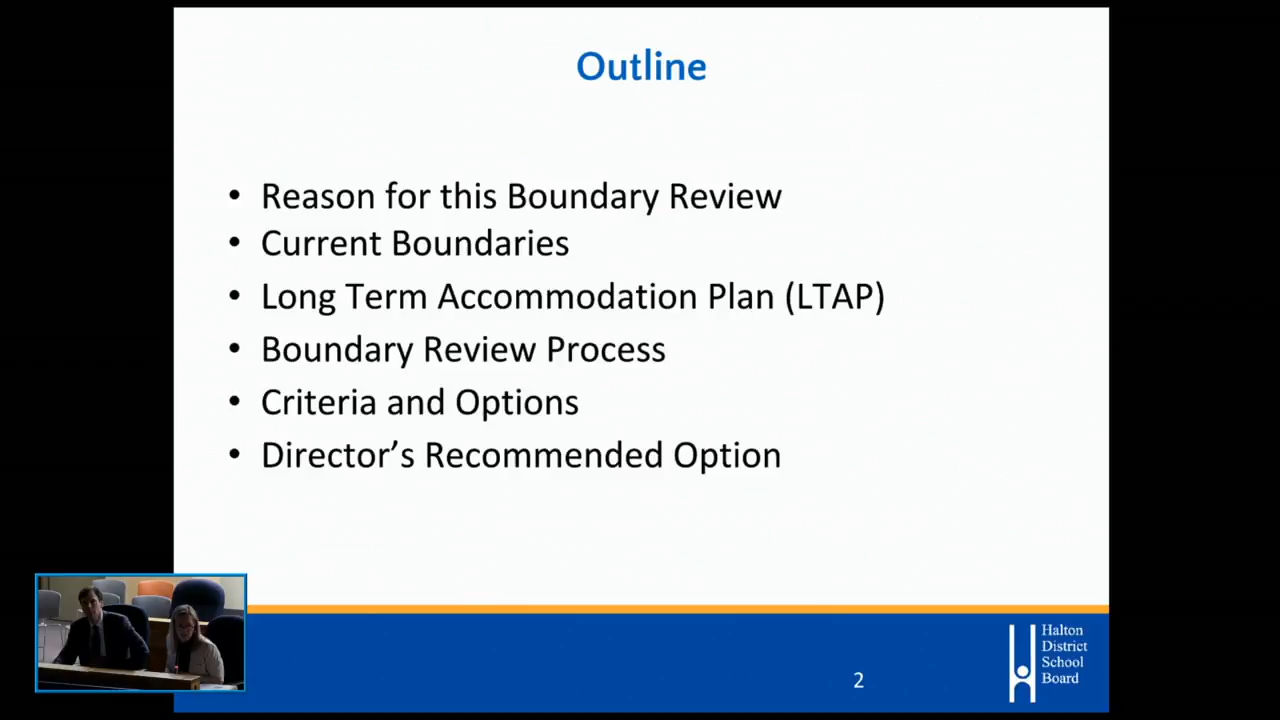 Outline
• Reason for this Boundary Review
• Current Boundaries
• Long Term Accommodation Plan (LTAP)
• Boundary Review Process
• Criteria and Options
• Director’s Recommended Option
2
Halton
District
School
Board